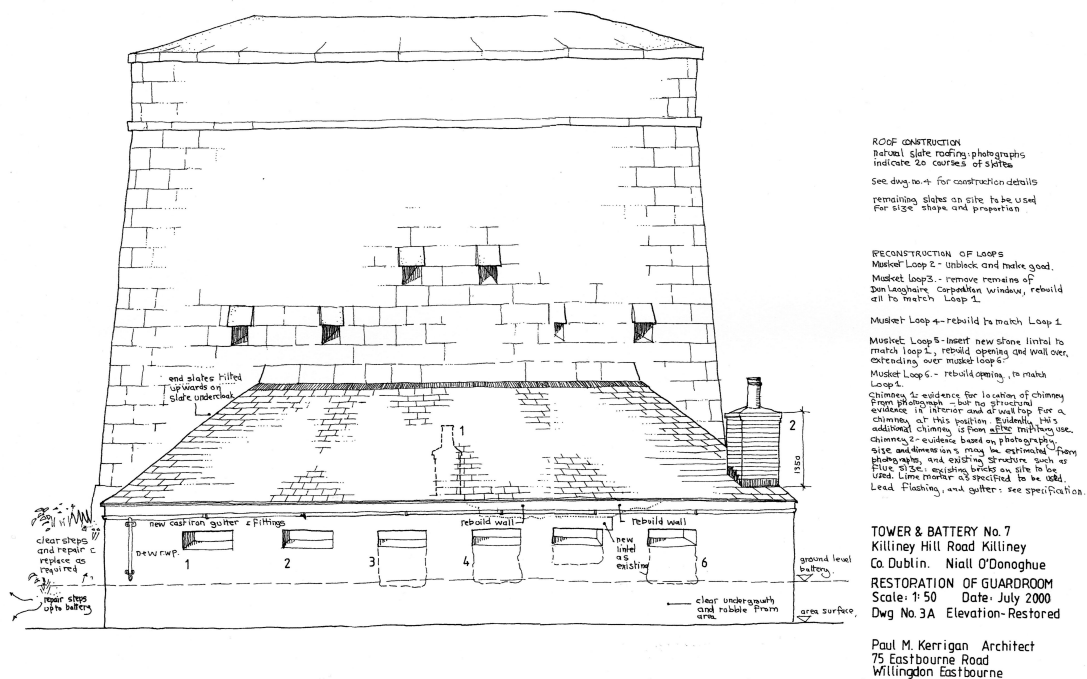 ROOF CONSTRUCTION
natural slate roofing: photographs
indicate 20 courses of slates
See dwg. no. 4 for construction details
remaining slates on site to be used
for size shape and proportion
RECONSTRUCTION OF LOOPS
Musket Loop 2 - unblock and make good.
Musket loop 3. - remove remains of
Dun Laoghaire Corporation window, rebuild
all to match Loop 1
Musket Loop 4 - rebuild to match Loop 1
Musket Loop 5 - Insert new stone lintol to
match loop 1, rebuild opening and wall over,
extending over musket loop 6.
Musket Loop 6. - rebuild opening, to match
Loop 1.
Chimney 1: evidence for location of chimney
from photograph - but no structural
evidence in interior and at wall top for a
chimney at this position. Evidently this
additional chimney is from after military use.
Chimney 2 - evidence based on photography.
size and dimensions may be estimated from
photographs, and existing structure such as
flue size. existing bricks on site to be
used. Lime mortar as specified to be used.
Lead flashing, and gutter: see specification.
end slates tilted
upwards on
slate undercloak
1
2
1350
new cast iron gutter & fittings
rebuild wall
rebuild wall
new rwp.
new
lintel
as
existing
1
2
3
4
6
clear steps
and repair c
replace as
required
repair steps
up to battery
ground level
battery.
clear undergrowth
and rubble from
area
area surface.
TOWER & BATTERY No. 7
Killiney Hill Road Killiney
Co. Dublin. Niall O'Donoghue
RESTORATION OF GUARDROOM
Scale: 1: 50 Date: July 2000
Dwg No. 3A Elevation-Restored
Paul M. Kerrigan Architect
75 Eastbourne Road
Willingdon Eastbourne